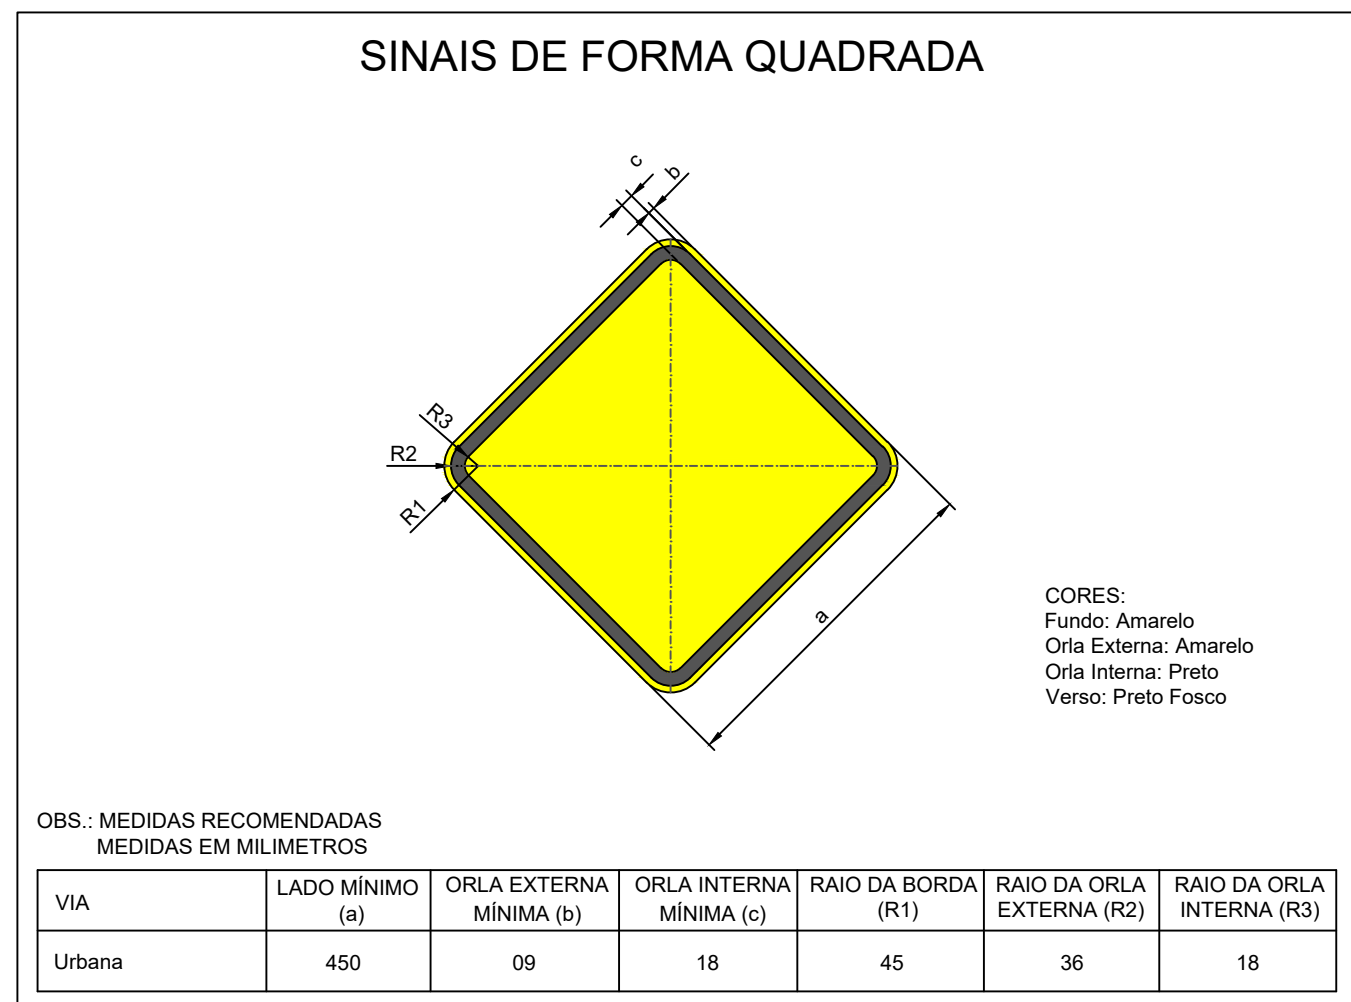 SINAIS DE FORMA QUADRADA
c
b
R3
R2
R1
a
CORES:
Fundo: Amarelo
Orla Externa: Amarelo
Orla Interna: Preto
Verso: Preto Fosco
OBS.: MEDIDAS RECOMENDADAS
MEDIDAS EM MILIMETROS
VIA
LADO MÍNIMO
(a)
ORLA EXTERNA
MÍNIMA (b)
ORLA INTERNA
MÍNIMA (c)
RAIO DA BORDA
(R1)
RAIO DA ORLA
EXTERNA (R2)
RAIO DA ORLA
INTERNA (R3)
Urbana
450
09
18
45
36
18